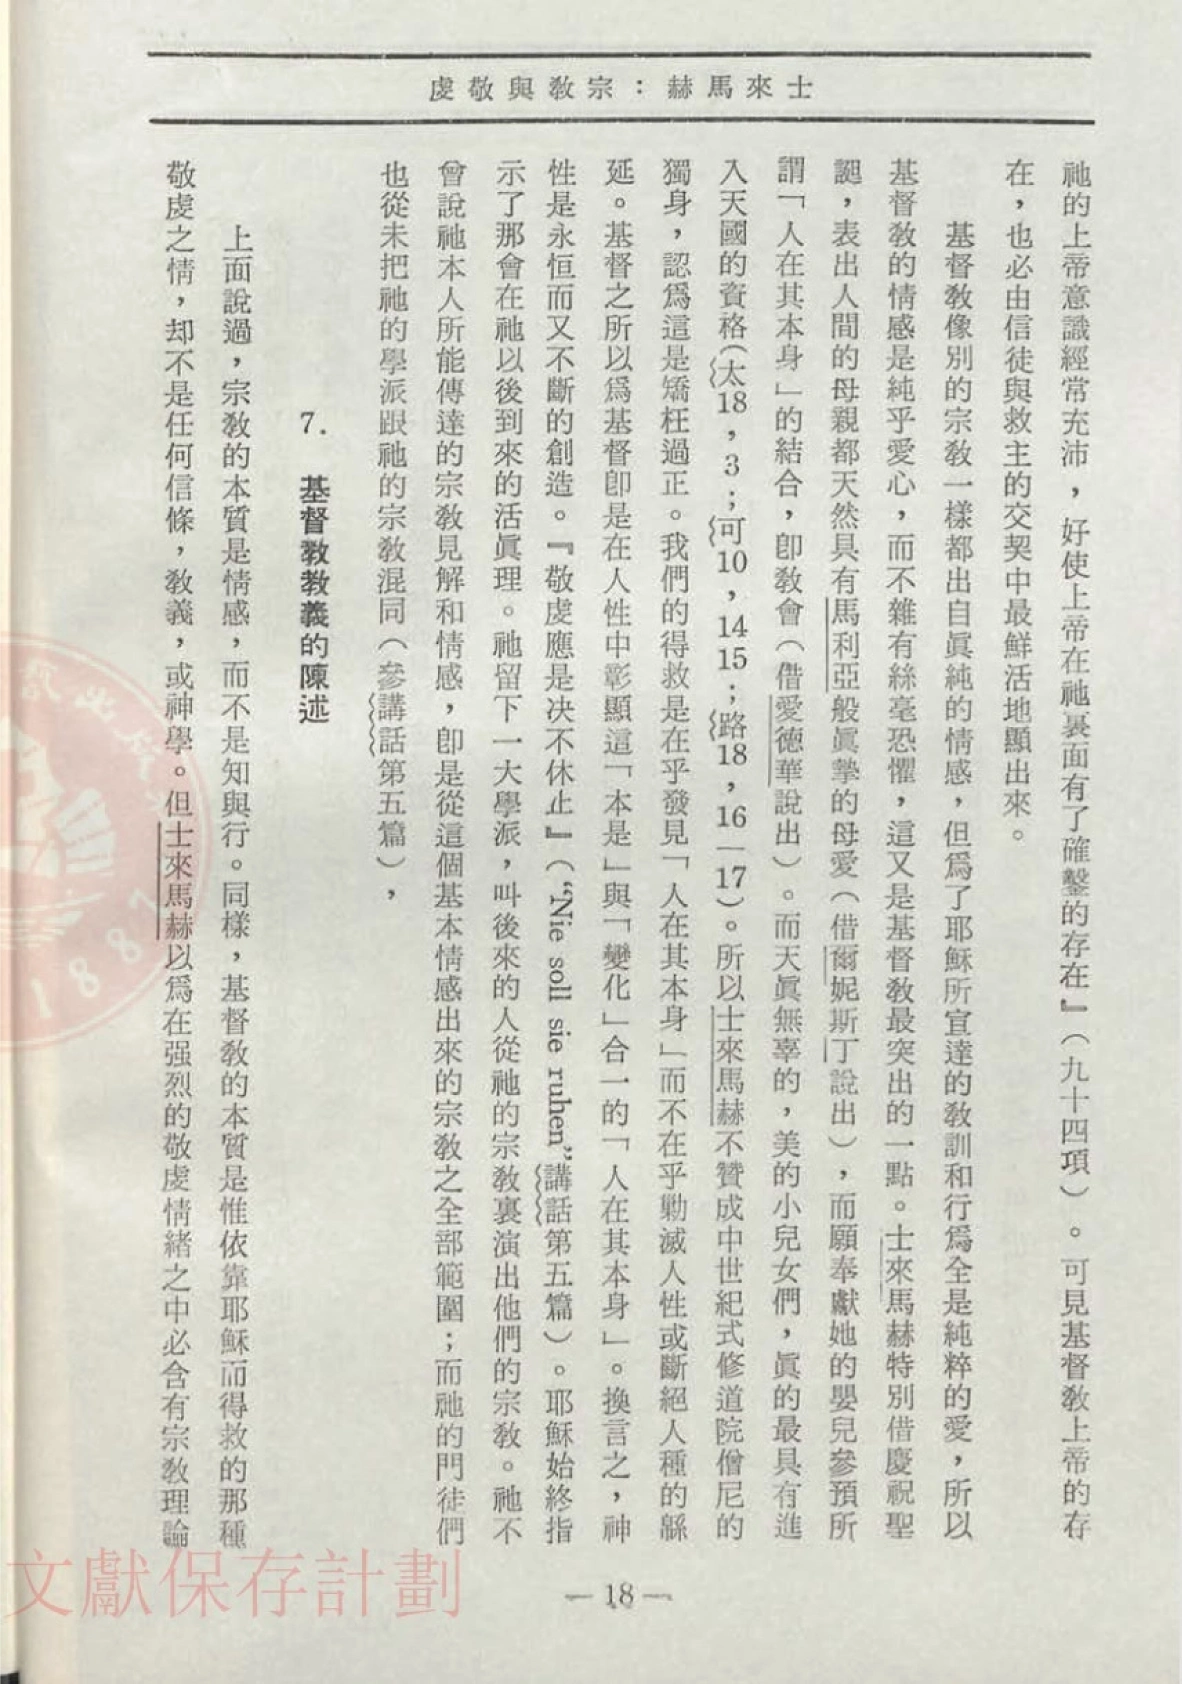 士來馬赫：宗教與敬虔
祂的上帝意識經常充沛，好使上帝在祂裏面有了確鑿的存在』（九十四項）。可見基督教上帝的存
在，也必由信徒與救主的交契中最鮮活地顯出來。
基督教像別的宗教一樣都出自眞純的情感，但爲了耶穌所宣達的教訓和行爲全是純粹的愛，所以
基督教的情感是純乎愛心，而不雜有絲毫恐懼，這又是基督教最突出的一點。士來馬赫特別借慶祝聖
誕，表出人間的母親都天然具有馬利亞般眞摯的母愛（借爾妮斯丁說出），而願奉獻她的嬰兒參預所
謂「人在其本身」的結合，卽教會（借愛德華說出）。而天眞無辜的，美的小兒女們，眞的最具有進
入天國的資格（太18，3；可10，14 15；路18，16—17）。所以士來馬赫不贊成中世紀式修道院僧尼的
獨身，認爲這是矯枉過正。我們的得救是在乎發見「人在其本身」而不在乎勦滅人性或斷絕人種的緜
延。基督之所以爲基督卽是在人性中彰顯這「本是」與「變化」合一的「人在其本身」。換言之，神
性是永恒而又不斷的創造。『敬虔應是决不休止』（“Nie soll sie ruhen”講話第五篇）。耶穌始終指
示了那會在祂以後到來的活眞理。祂留下一大學派，叫後來的人從祂的宗教裏演出他們的宗教。祂不
曾說祂本人所能傳達的宗教見解和情感，卽是從這個基本情感出來的宗教之全部範圍；而祂的門徒們
也從未把祂的學派跟祂的宗教混同（參講話第五篇），
7. 基督教教義的陳述
上面說過，宗教的本質是情感，而不是知與行。同樣，基督教的本質是惟依靠耶穌而得救的那種
敬虔之情，却不是任何信條，教義，或神學。但士來馬赫以爲在强烈的敬虔情緒之中必含有宗教理論
—18—
文獻保存計劃
188